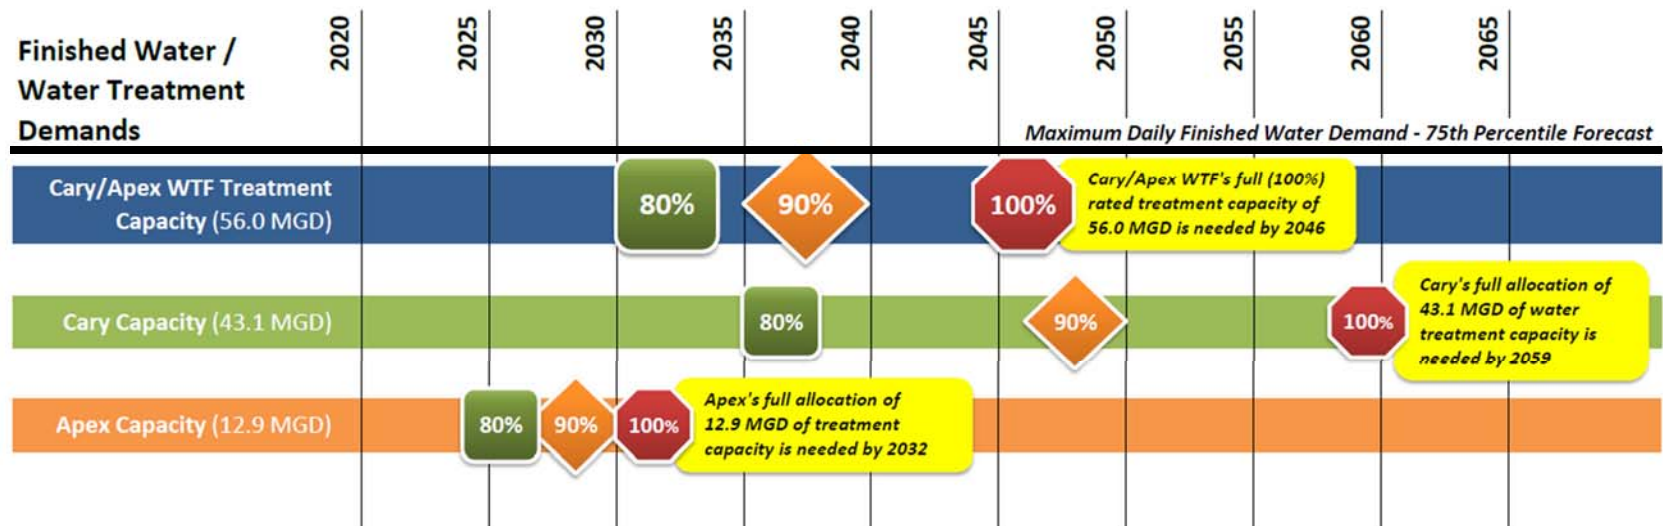 Finished Water /
Water Treatment
Demands
2020
2025
2030
2035
2040
2045
2050
2055
2060
2065
Maximum Daily Finished Water Demand - 75th Percentile Forecast
Cary/Apex WTF Treatment
Capacity (56.0 MGD)
80%
90%
100%
Cary/Apex WTF's full (100%)
rated treatment capacity of
56.0 MGD is needed by 2046
Cary Capacity (43.1 MGD)
80%
90%
100%
Cary's full allocation of
43.1 MGD of water
treatment capacity is
needed by 2059
Apex Capacity (12.9 MGD)
80%
90%
100%
Apex's full allocation of
12.9 MGD of treatment
capacity is needed by 2032